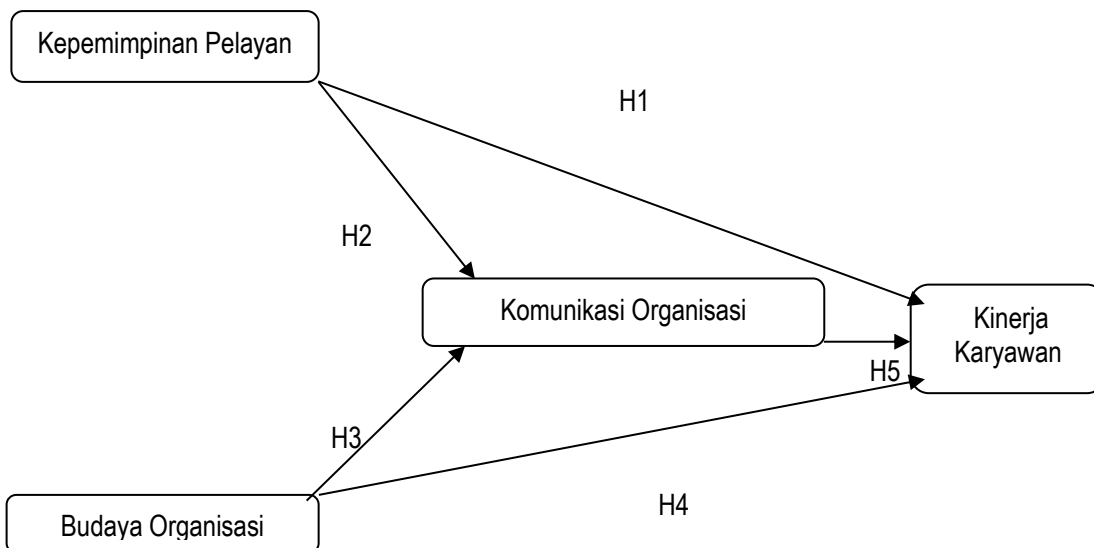 Kepemimpinan Pelayan
H1
H2
Komunikasi Organisasi
Kinerja
Karyawan
H5
H3
H4
Budaya Organisasi